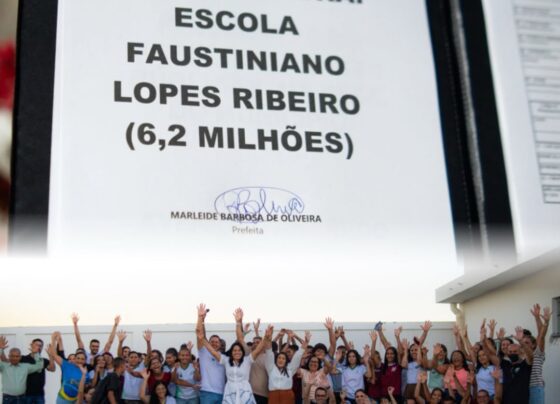 ESCOLA
FAUSTINIANO
LOPES RIBEIRO
(6,2 MILHÕES)
MARLEIDE BARBOSA DE OLIVEIRA
Prefeita